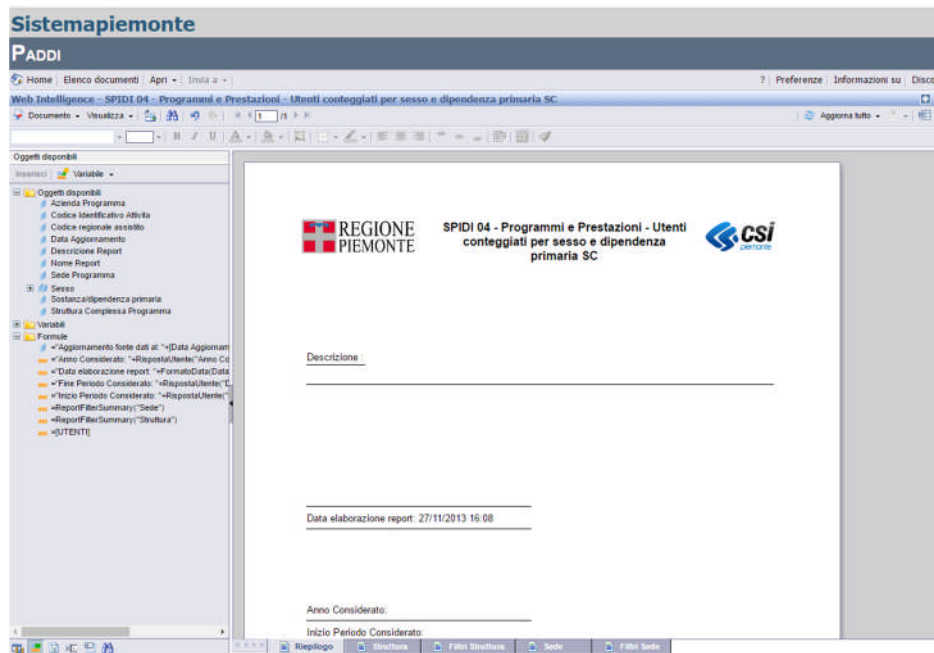 Sistemapiemonte
PADDI
Home Elenco documenti Apri Invia a ? Preferenze Informazioni su Disco
Web Intelligence - SPIDI 04 - Programmi e Prestazioni - Utenti conteggiati per sesso e dipendenza primaria SC
Documento Visualizza 1 /1 Aggiorna tutto
Oggetti disponibili
Inserisci Variabile
Oggetti disponibili
Azienda Programma
Codice Identificativo Attività
Codice regionale assistito
Data Aggiornamento
Descrizione Report
Nome Report
Sede Programma
Sesso
Sostanza/dipendenza primaria
Struttura Complessa Programma
Variabili
Formule
="Aggiornamento fonte dati al: "+[Data Aggiornam
="Anno Considerato: "+RispostaUtente("Anno Co
="Data elaborazione report: "+FormatoData(Data
="Fine Periodo Considerato: "+RispostaUtente("D
="Inizio Periodo Considerato: "+RispostaUtente("
=ReportFilterSummary("Sede")
=ReportFilterSummary("Struttura")
=[UTENTI]
REGIONE
PIEMONTE
SPIDI 04 - Programmi e Prestazioni - Utenti
conteggiati per sesso e dipendenza
primaria SC
csi
piemonte
Descrizione :
Data elaborazione report: 27/11/2013 16:08
Anno Considerato:
Inizio Periodo Considerato:
Riepilogo Struttura Filtri Struttura Sede Filtri Sede